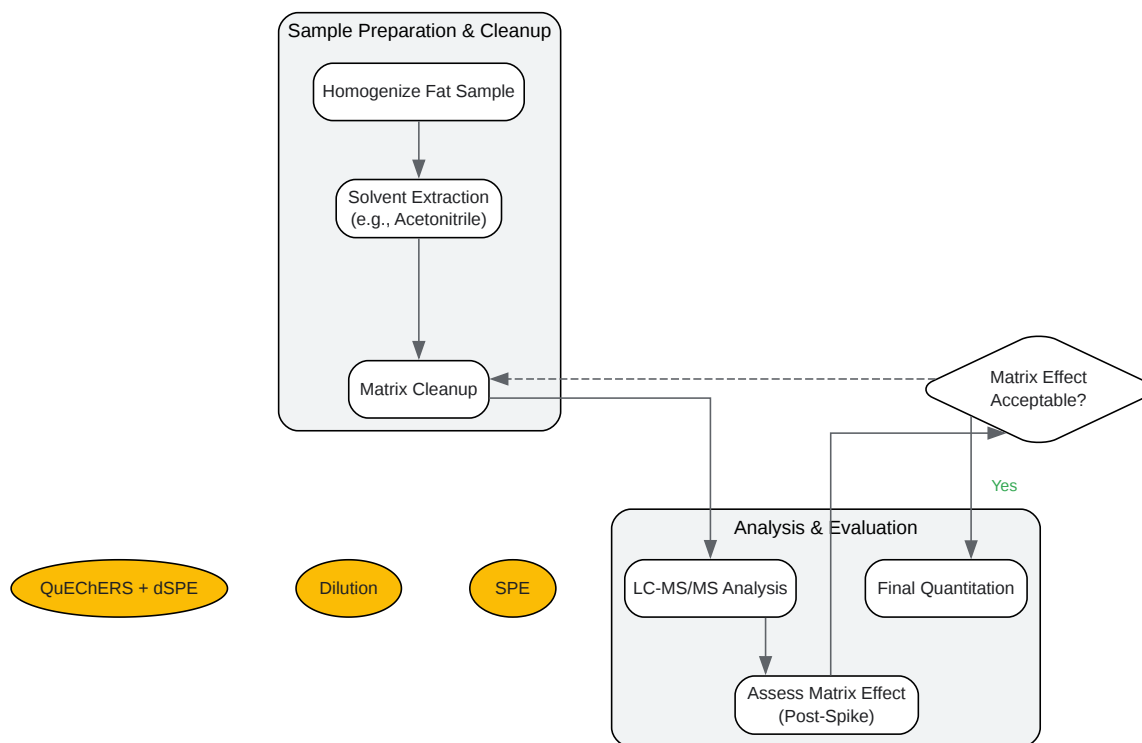 Sample Preparation & Cleanup
Homogenize Fat Sample
Solvent Extraction
(e.g., Acetonitrile)
Matrix Cleanup
Matrix Effect
Acceptable?
Yes
Analysis & Evaluation
QuEChERS + dSPE
Dilution
SPE
LC-MS/MS Analysis
Final Quantitation
Assess Matrix Effect
(Post-Spike)